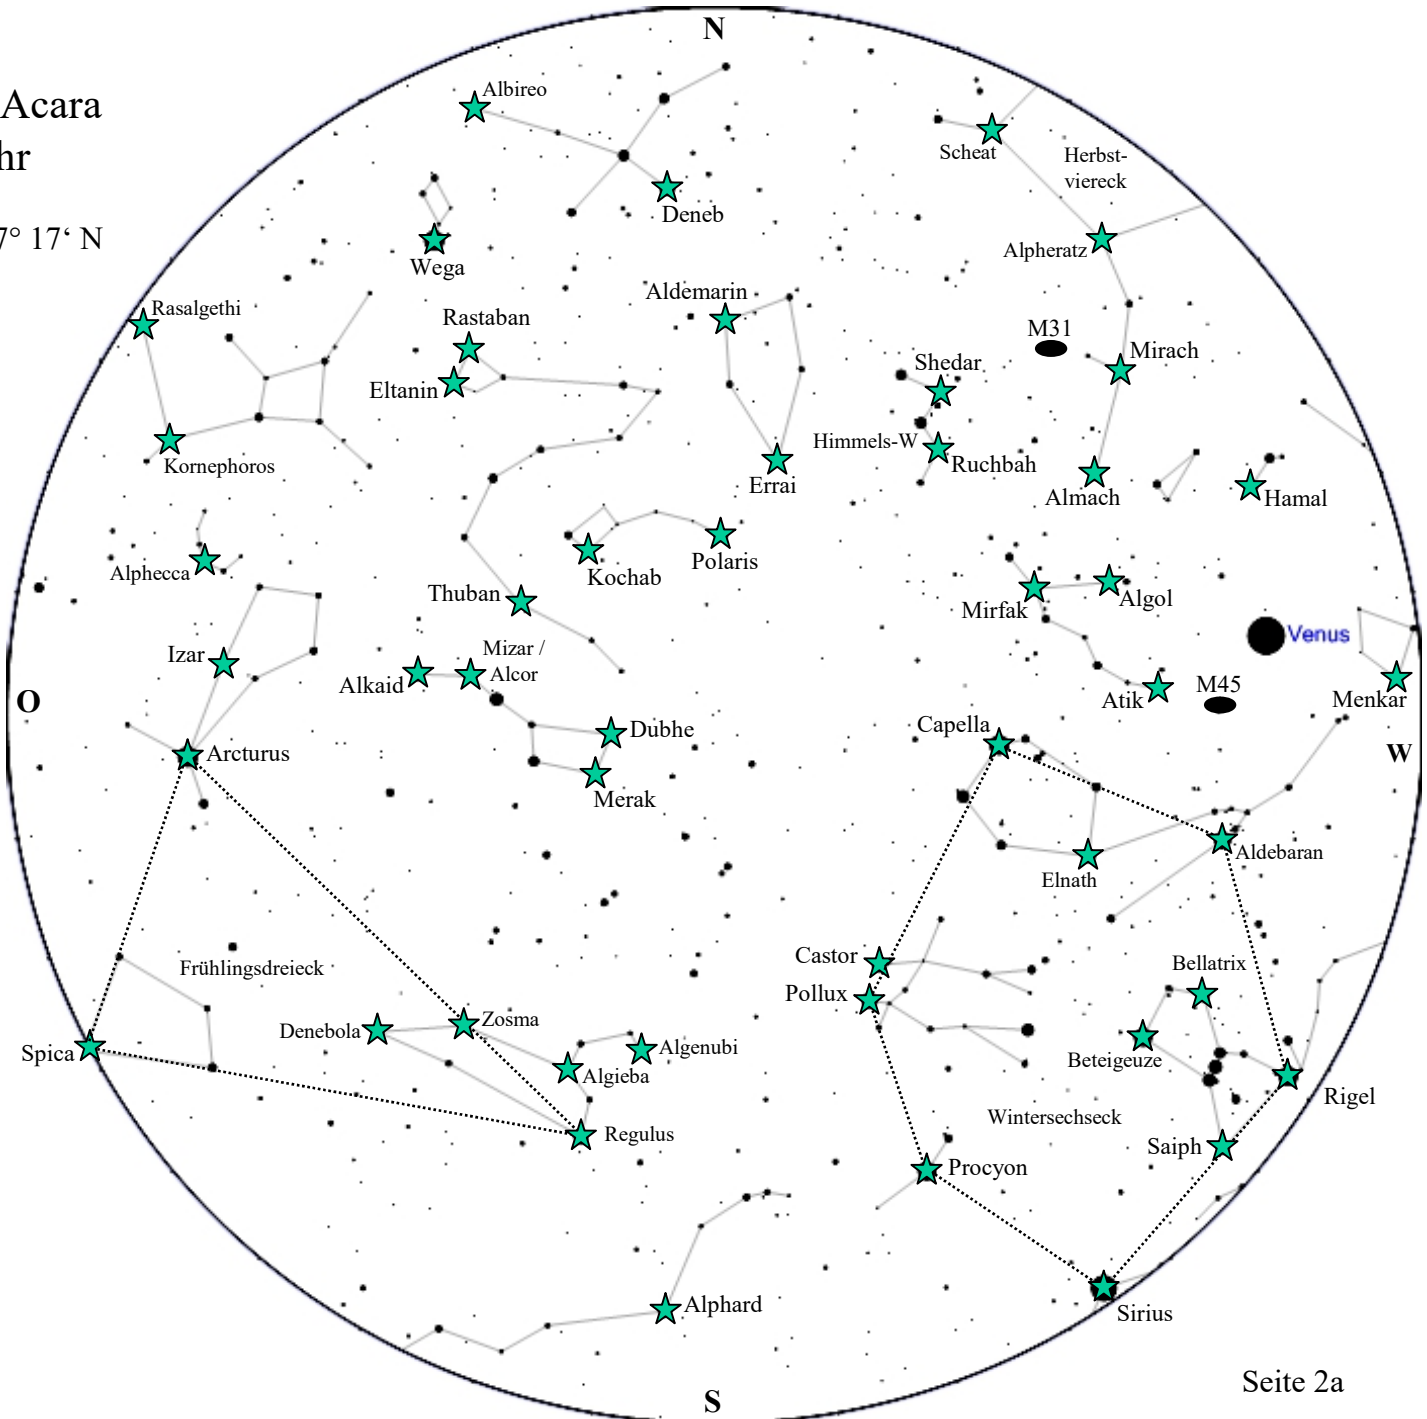 N
Acara
hr
7° 17‘ N
Albireo
Scheat
Herbst-
viereck
Deneb
Alpheratz
Wega
Aldemarin
Rasalgethi
Rastaban
M31
Mirach
Shedar
Eltanin
Himmels-W
Ruchbah
Kornephoros
Errai
Almach
Hamal
Polaris
Kochab
Alphecca
Thuban
Mirfak
Algol
Venus
Mizar /
Alcor
Izar
Alkaid
Atik
M45
Menkar
O
Capella
Dubhe
W
Arcturus
Merak
Aldebaran
Elnath
Castor
Bellatrix
Frühlingsdreieck
Pollux
Zosma
Denebola
Algenubi
Spica
Beteigeuze
Algieba
Rigel
Wintersechseck
Regulus
Saiph
Procyon
Alphard
Sirius
Seite 2a
S